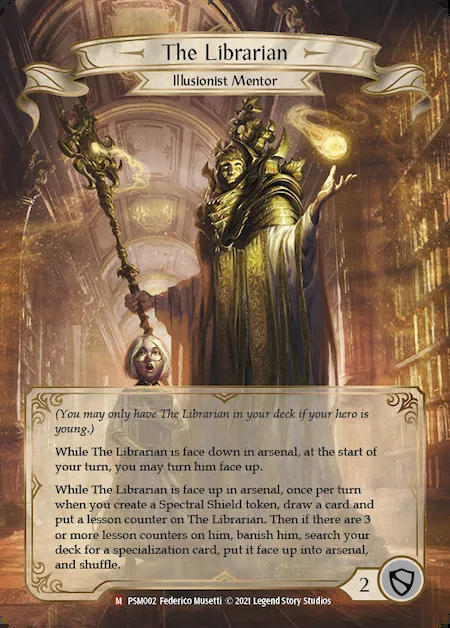 The Librarian
Illusionist Mentor
(You may only have The Librarian in your deck if your hero is
young.)
While The Librarian is face down in arsenal, at the start of
your turn, you may turn him face up.
While The Librarian is face up in arsenal, once per turn
when you create a Spectral Shield token, draw a card and
put a lesson counter on The Librarian. Then if there are 3
or more lesson counters on him, banish him, search your
deck for a specialization card, put it face up into arsenal,
and shuffle.
2
M PSM002 Federico Musetti © 2021 Legend Story Studios